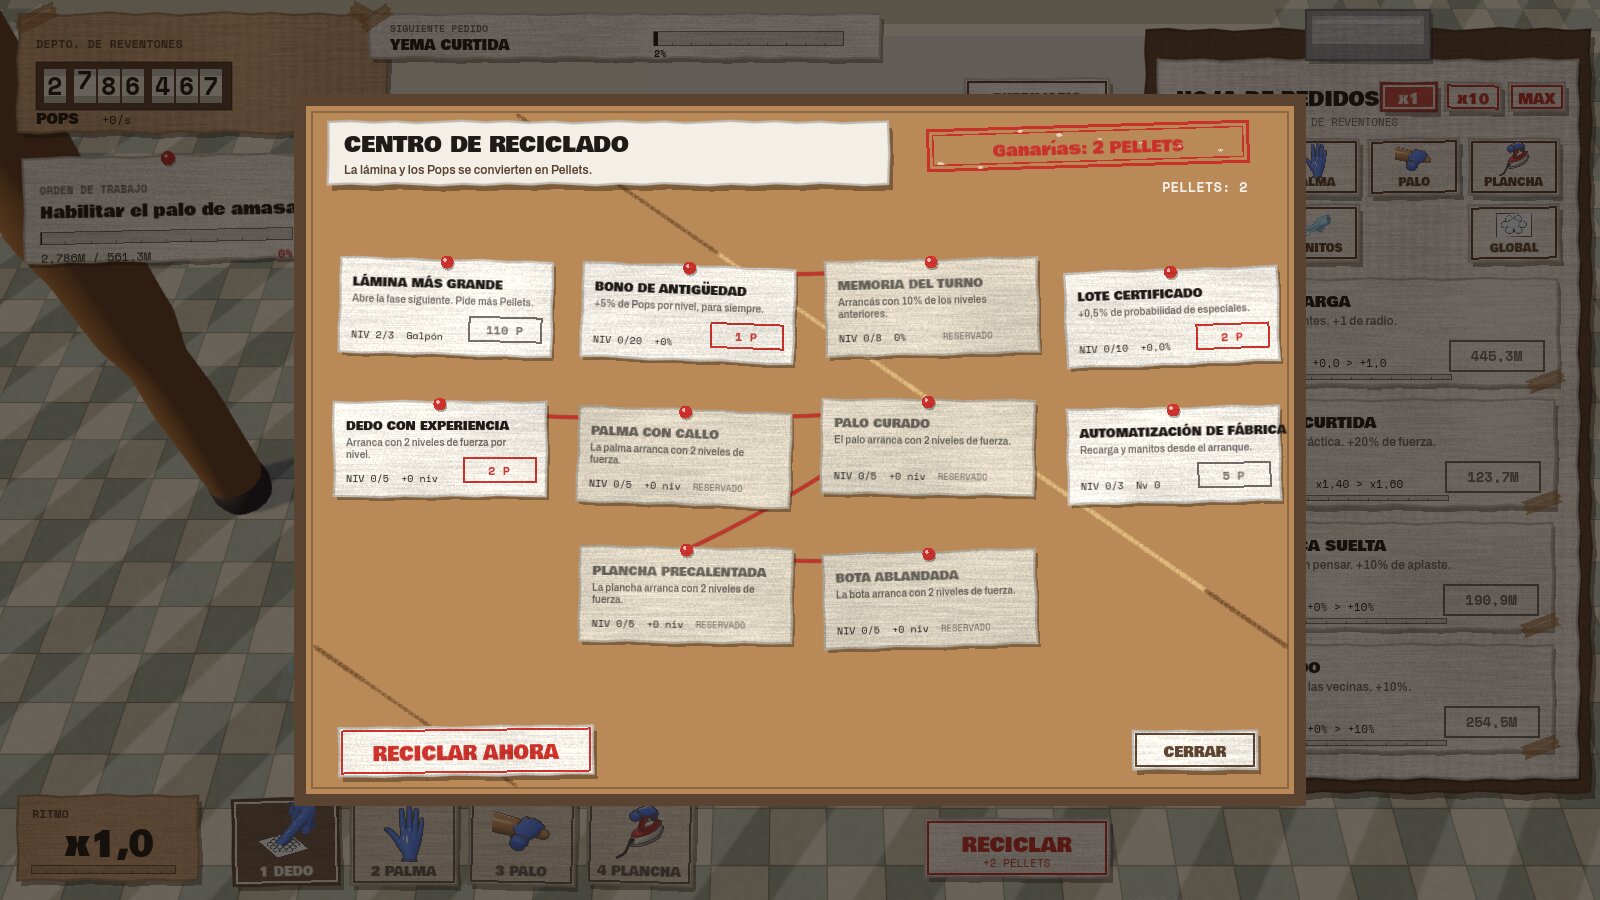 DEPTO. DE REVENTONES
2 786 467
POPS +0/s
SIGUIENTE PEDIDO
YEMA CURTIDA
2%
ORDEN DE TRABAJO
Habilitar el palo de amasa
2.786M / 561.3M 0%
EDIDOS x1 x10 MAX
DE REVENTONES
LMA PALO PLANCHA
NITOS GLOBAL
ARGA
ntes. +1 de radio.
+0,0 > +1,0 445,3M
CURTIDA
ráctica. +20% de fuerza.
x1,40 > x1,60 123,7M
A SUELTA
n pensar. +10% de aplaste.
+0% > +10% 190,9M
DO
las vecinas. +10%.
+0% > +10% 254,5M
CENTRO DE RECICLADO
La lámina y los Pops se convierten en Pellets.
Ganarías: 2 PELLETS
PELLETS: 2
LÁMINA MÁS GRANDE
Abre la fase siguiente. Pide más Pellets.
NIV 2/3 Galpón 110 P
BONO DE ANTIGÜEDAD
+5% de Pops por nivel, para siempre.
NIV 0/20 +0% 1 P
MEMORIA DEL TURNO
Arrancás con 10% de los niveles
anteriores.
NIV 0/8 0% RESERVADO
LOTE CERTIFICADO
+0,5% de probabilidad de especiales.
NIV 0/10 +0,0% 2 P
DEDO CON EXPERIENCIA
Arranca con 2 niveles de fuerza por
nivel.
NIV 0/5 +0 niv 2 P
PALMA CON CALLO
La palma arranca con 2 niveles de
fuerza.
NIV 0/5 +0 niv RESERVADO
PALO CURADO
El palo arranca con 2 niveles de fuerza.
NIV 0/5 +0 niv RESERVADO
AUTOMATIZACIÓN DE FÁBRICA
Recarga y manitos desde el arranque.
NIV 0/3 Nv 0 5 P
PLANCHA PRECALENTADA
La plancha arranca con 2 niveles de
fuerza.
NIV 0/5 +0 niv RESERVADO
BOTA ABLANDADA
La bota arranca con 2 niveles de fuerza.
NIV 0/5 +0 niv RESERVADO
RECICLAR AHORA
CERRAR
RITMO
x1,0
1 DEDO
2 PALMA
3 PALO
4 PLANCHA
RECICLAR
+2 PELLETS